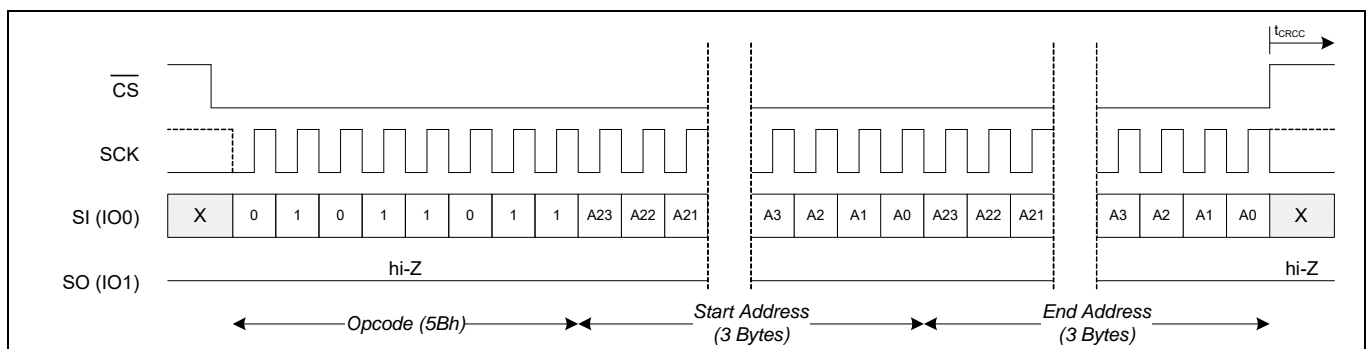 tCRCC
CS
SCK
SI (IO0) X 0 1 0 1 1 0 1 1 A23 A22 A21 A3 A2 A1 A0 A23 A22 A21 A3 A2 A1 A0 X
hi-Z hi-Z
SO (IO1)
Opcode (5Bh) Start Address End Address
(3 Bytes) (3 Bytes)